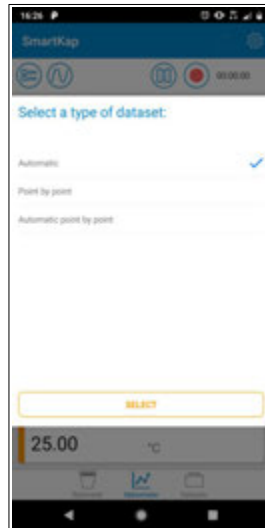 16:26
SmartKap
00:00:00
Select a type of dataset:
Automatic
Point by point
Automatic point by point
SELECT
25.00 °C